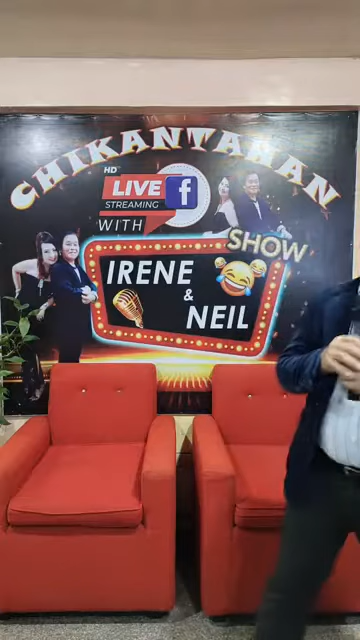 CHIKANTAHAN
HD
LIVE f
STREAMING
WITH
SHOW
IRENE
&
NEIL